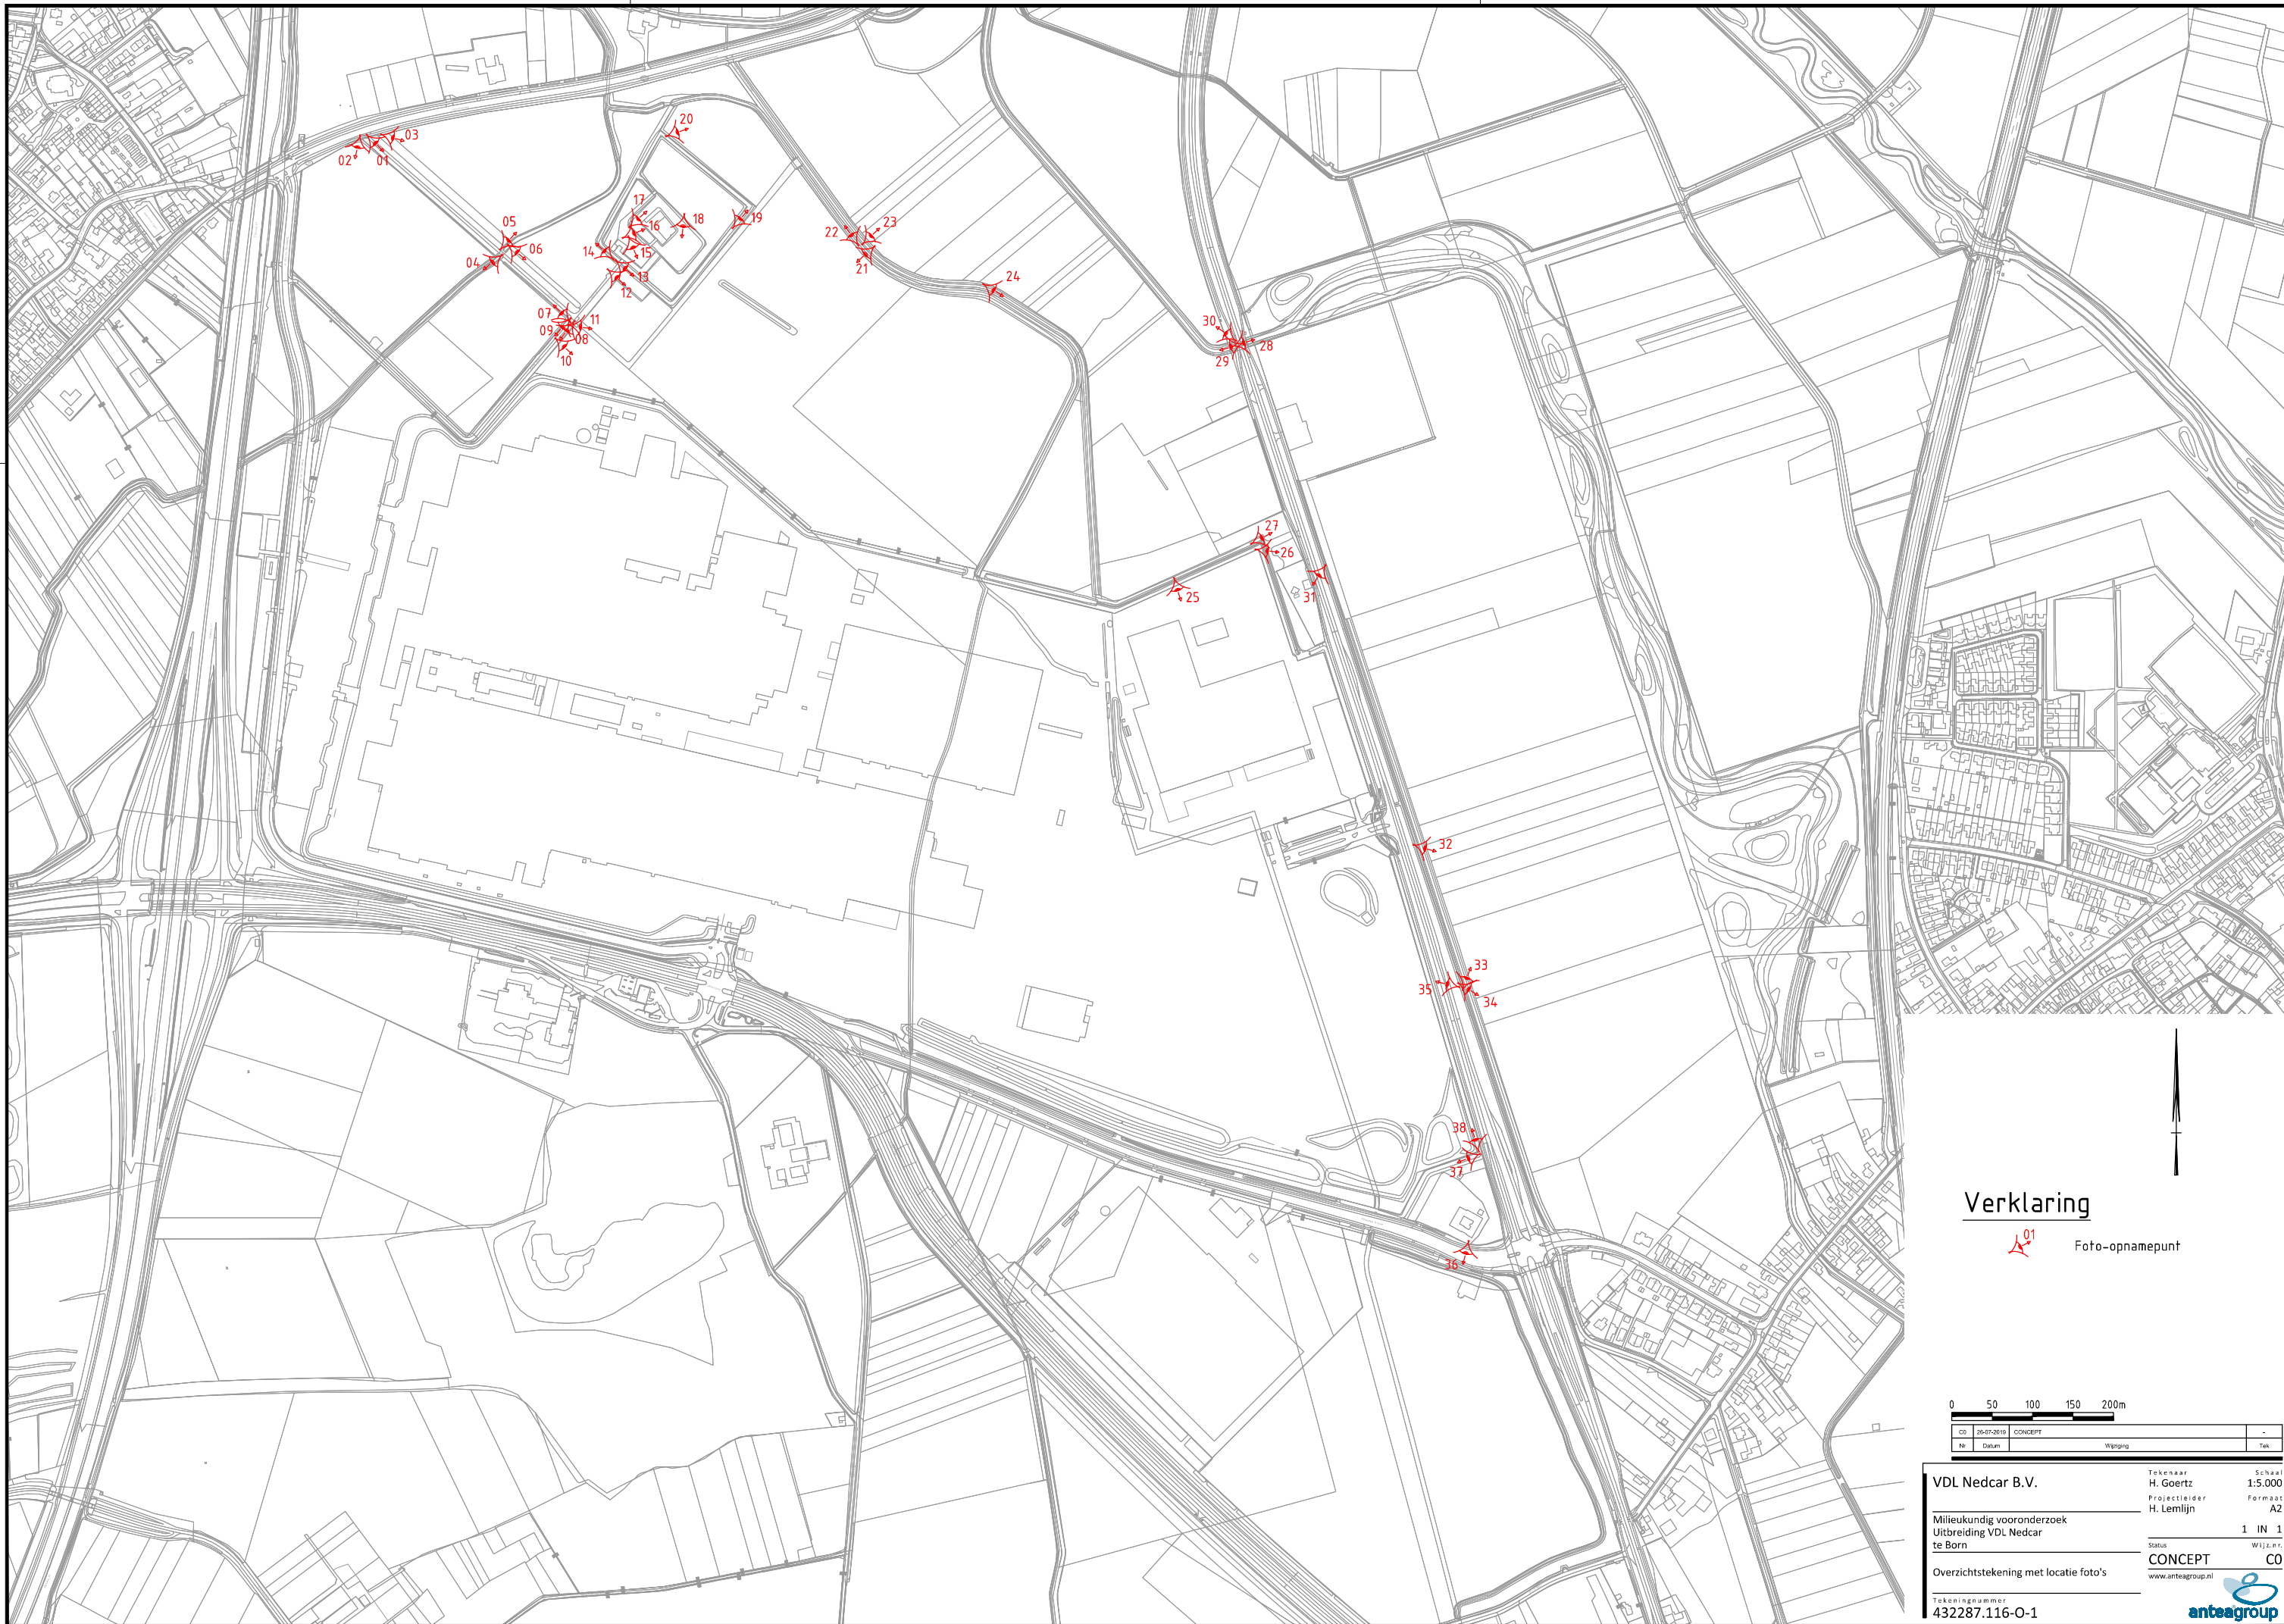 20
03
02
01
17
19
18
05
16
23
22
06
14
15
04
21
13
24
12
07
11
30
09
08
28
10
29
27
26
25
31
32
33
35
34
38
37
36
Verklaring
01
Foto-opnamepunt
0 50 100 150 200m
C0 26-07-2019 CONCEPT -
Nr Datum Wijziging Tek
VDL Nedcar B.V.
Tekenaar Schaal
H. Goertz 1:5.000
Projectleider Formaat
H. Lemlijn A2
Milieukundig vooronderzoek
Uitbreiding VDL Nedcar
te Born
1 IN 1
Status Wijz.nr.
CONCEPT C0
Overzichtstekening met locatie foto's
www.anteagroup.nl
Tekeningnummer
432287.116-O-1
anteagroup